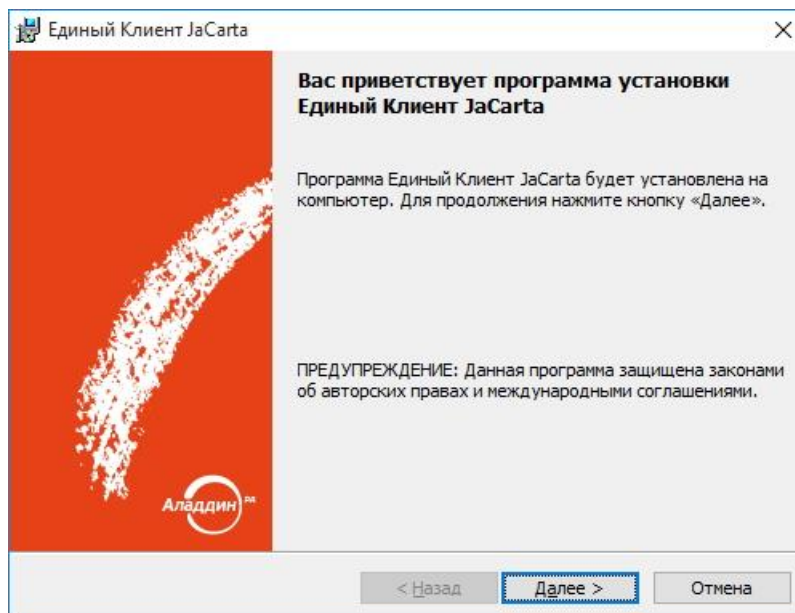 Единый Клиент JaCarta
Вас приветствует программа установки
Единый Клиент JaCarta
Программа Единый Клиент JaCarta будет установлена на
компьютер. Для продолжения нажмите кнопку «Далее».
ПРЕДУПРЕЖДЕНИЕ: Данная программа защищена законами
об авторских правах и международными соглашениями.
Аладдин РД
< Назад
Далее >
Отмена